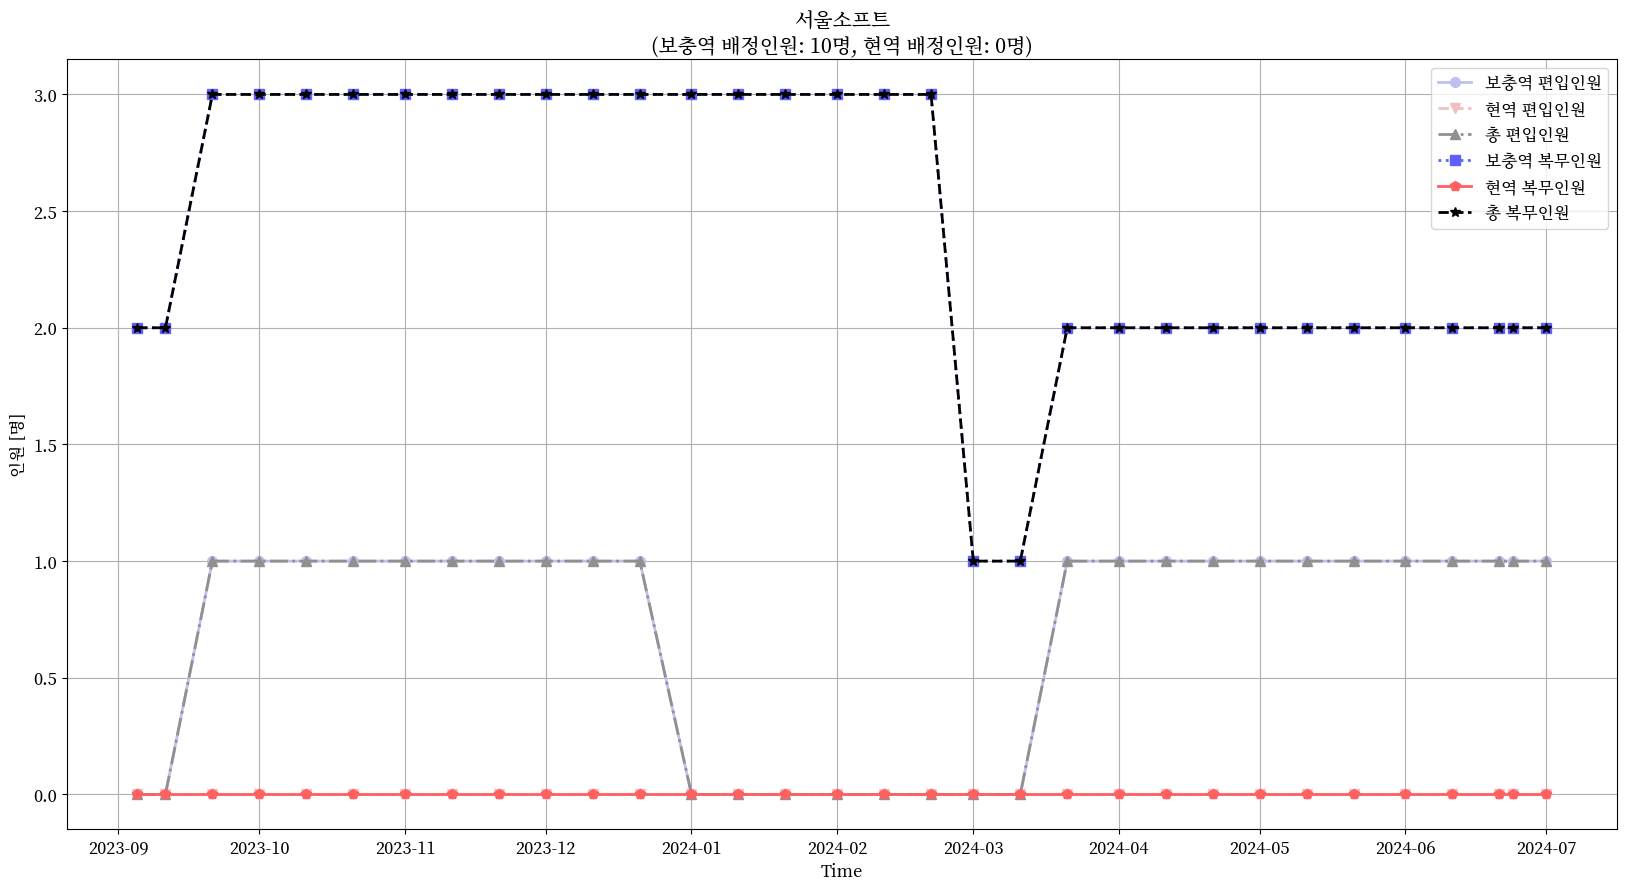 서울소프트
(보충역 배정인원: 10명, 현역 배정인원: 0명)
보충역 편입인원
현역 편입인원
총 편입인원
보충역 복무인원
현역 복무인원
총 복무인원
인원 [명]
3.0
2.5
2.0
1.5
1.0
0.5
0.0
2023-09 2023-10 2023-11 2023-12 2024-01 2024-02 2024-03 2024-04 2024-05 2024-06 2024-07
Time